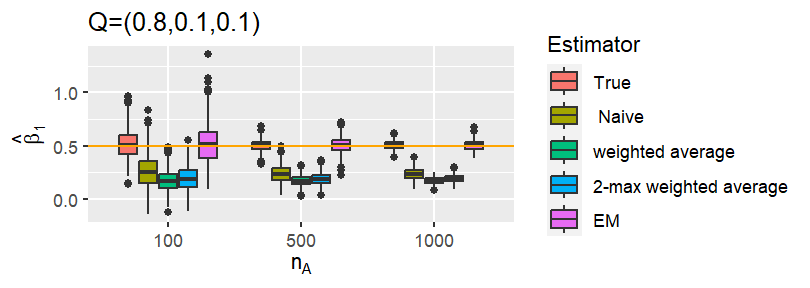 Q=(0.8,0.1,0.1)
1.0
0.5
0.0
β̂₁
100
500
1000
n_A
Estimator
True
Naive
weighted average
2-max weighted average
EM